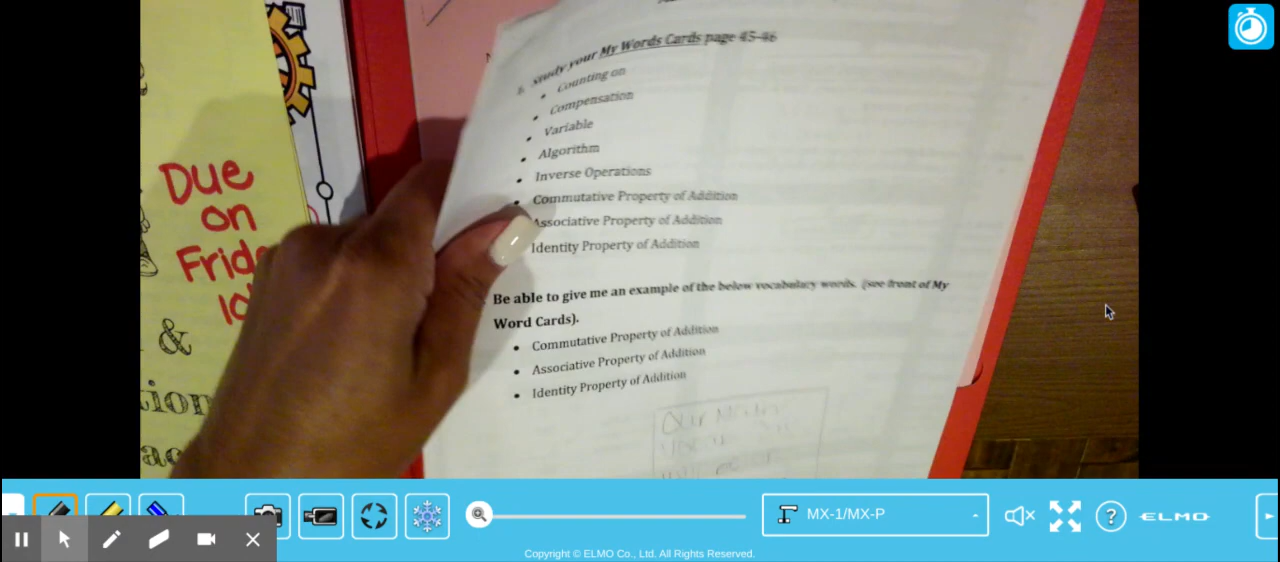 Study your My Words Cards page 45-46
Counting on
Compensation
Variable
Algorithm
Inverse Operations
Commutative Property of Addition
Associative Property of Addition
Identity Property of Addition
Be able to give me an example of the below vocabulary words. (see front of My
Word Cards).
Commutative Property of Addition
Associative Property of Addition
Identity Property of Addition
Our Math
Due
on
&
MX-1/MX-P
?
ELMO
Copyright © ELMO Co., Ltd. All Rights Reserved.